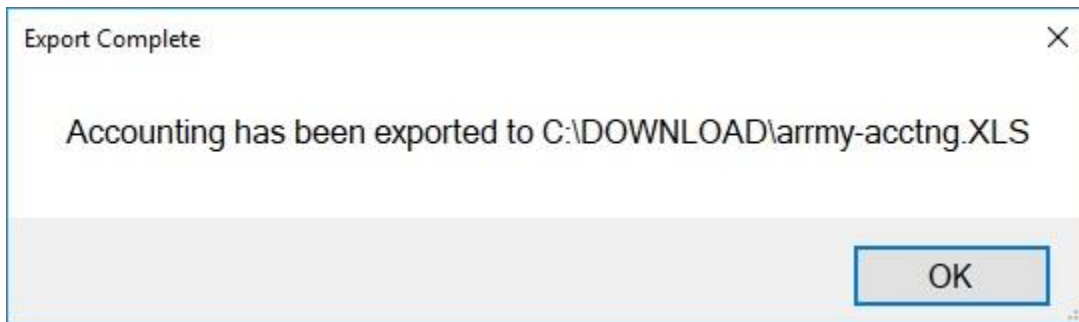 Export Complete
Accounting has been exported to C:\DOWNLOAD\arrmy-acctng.XLS
OK